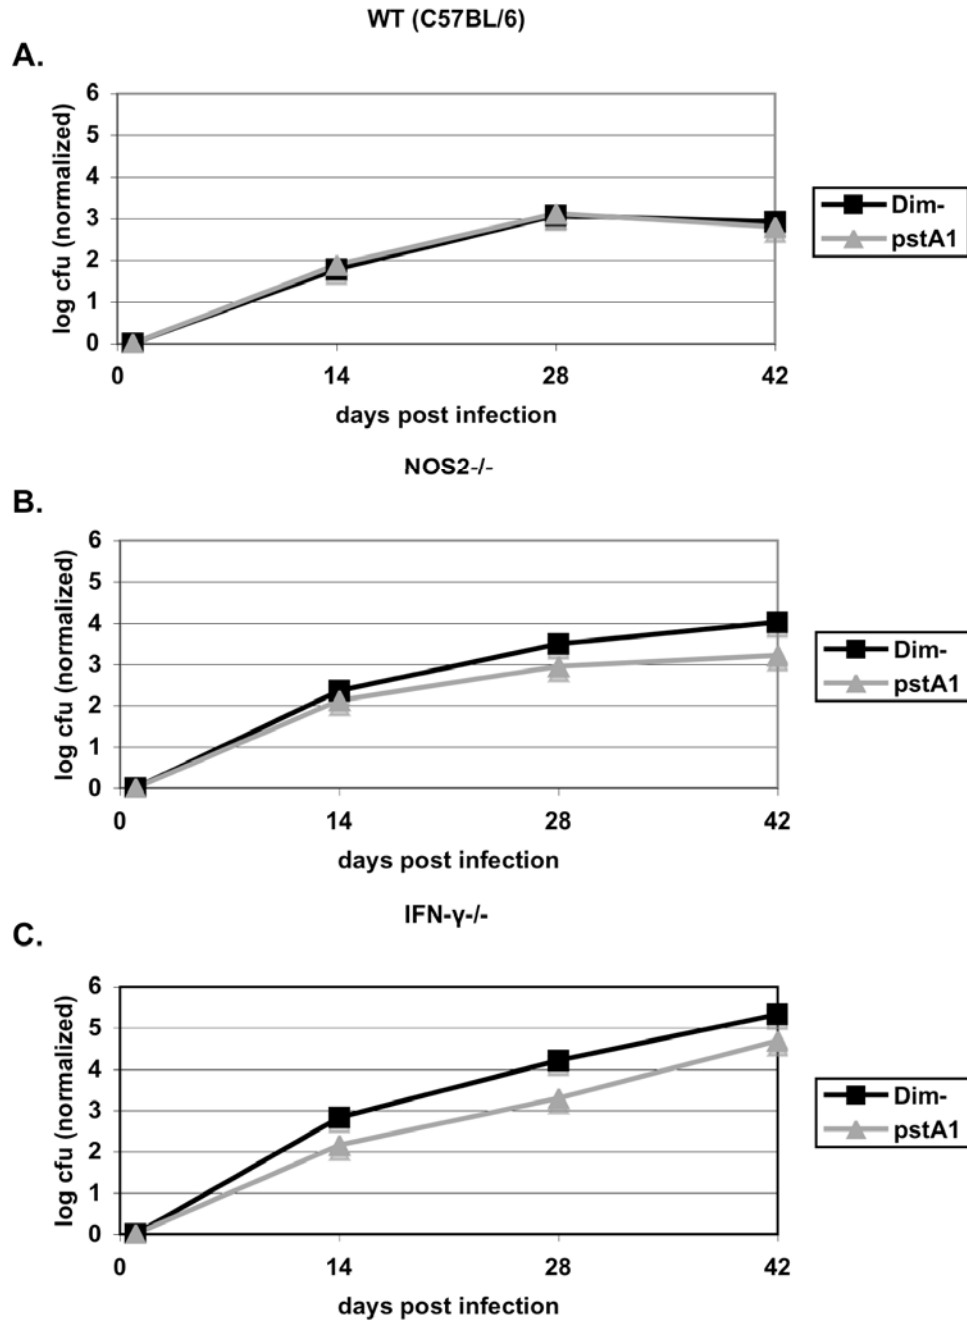 WT (C57BL/6)
A.
log cfu (normalized)
6
5
4
3
2
1
0
0 14 28 42
days post infection
Dim-
pstA1
NOS2-/-
B.
log cfu (normalized)
6
5
4
3
2
1
0
0 14 28 42
days post infection
Dim-
pstA1
IFN-γ-/-
C.
log cfu (normalized)
6
5
4
3
2
1
0
0 14 28 42
days post infection
Dim-
pstA1